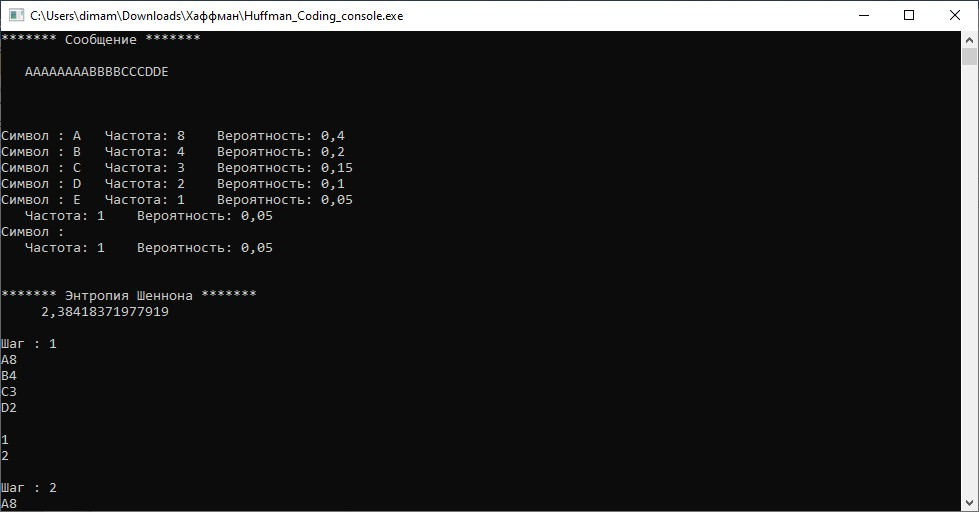 C:\Users\dimam\Downloads\Хаффман\Huffman_Coding_console.exe
******* Сообщение *******
AAAAAAAABBBBCCCDDE
Символ : A   Частота: 8    Вероятность: 0,4
Символ : B   Частота: 4    Вероятность: 0,2
Символ : C   Частота: 3    Вероятность: 0,15
Символ : D   Частота: 2    Вероятность: 0,1
Символ : E   Частота: 1    Вероятность: 0,05
Частота: 1    Вероятность: 0,05
Символ :
Частота: 1    Вероятность: 0,05
******* Энтропия Шеннона *******
2,38418371977919
Шаг : 1
A8
B4
C3
D2
1
2
Шаг : 2
A8